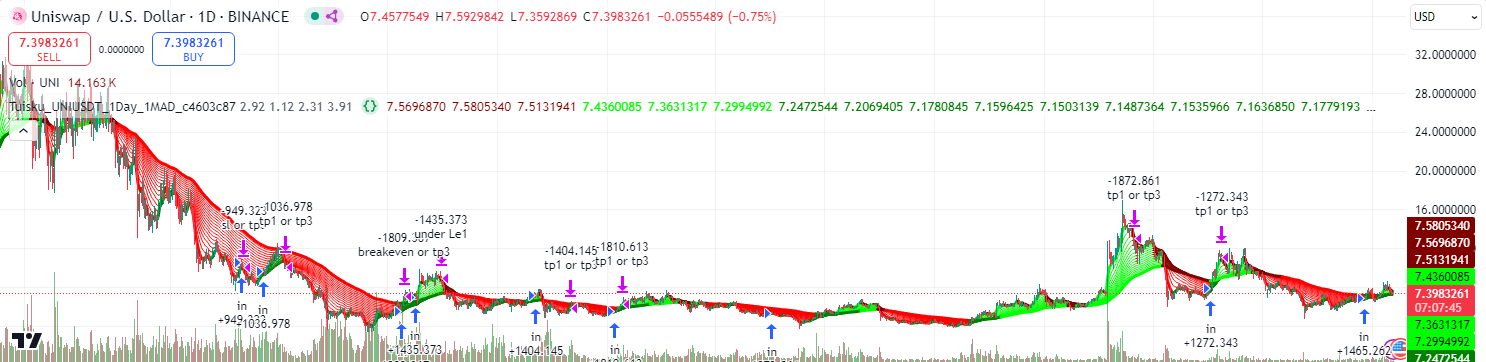 Uniswap / U.S. Dollar · 1D · BINANCE O7.4577549 H7.5929842 L7.3592869 C7.3983261 −0.0555489 (−0.75%)
USD
7.3983261
SELL
0.0000000
7.3983261
BUY
Vol · UNI 14.163 K
Tuisku_UNIUSDT_1Day_1MAD_c4603c87 2.92 1.12 2.31 3.91 7.5696870 7.5805340 7.5131941 7.4360085 7.3631317 7.2994992 7.2472544 7.2069405 7.1780845 7.1596425 7.1503139 7.1487364 7.1535966 7.1636850 7.1779193 ...
32.0000000
28.0000000
24.0000000
20.0000000
16.0000000
-1036.978
tp1 or tp3
-1435.373
under Le1
breakeven or tp3
-1404.145
tp1 or tp3
-1810.613
tp1 or tp3
-1872.861
tp1 or tp3
-1272.343
tp1 or tp3
7.5805340
7.5696870
7.5131941
7.4360085
7.3983261
07:07:45
7.3631317
7.2994992
7.2472544
in
in
in
+1435.373
in
+1404.145
in
in
in
+1272.343
in
+1465.262